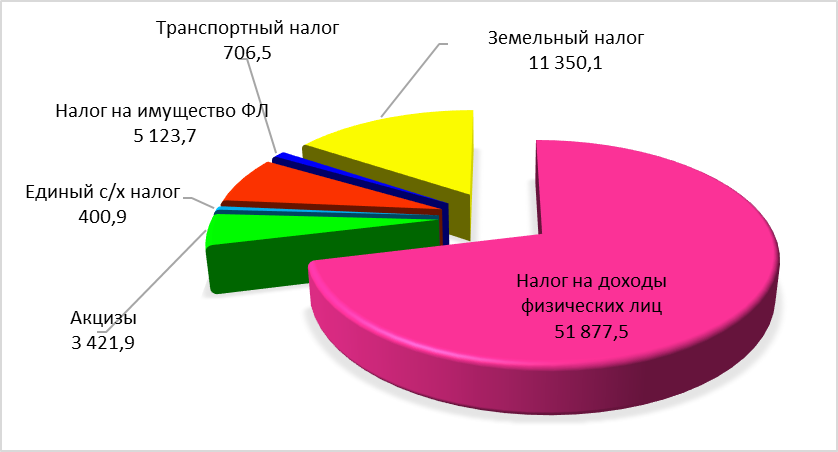 Транспортный налог
706,5
Земельный налог
11 350,1
Налог на имущество ФЛ
5 123,7
Единый с/х налог
400,9
Акцизы
3 421,9
Налог на доходы
физических лиц
51 877,5